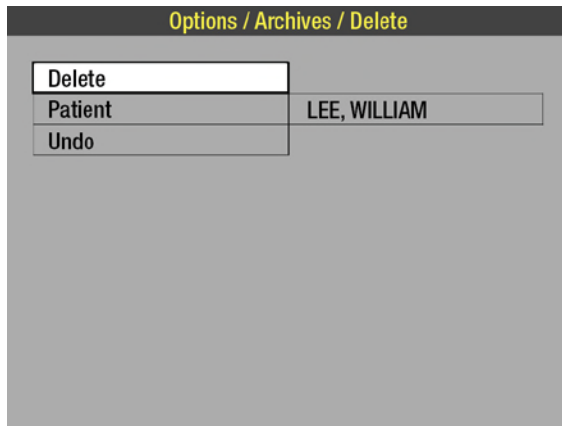 Options / Archives / Delete
Delete
Patient LEE, WILLIAM
Undo